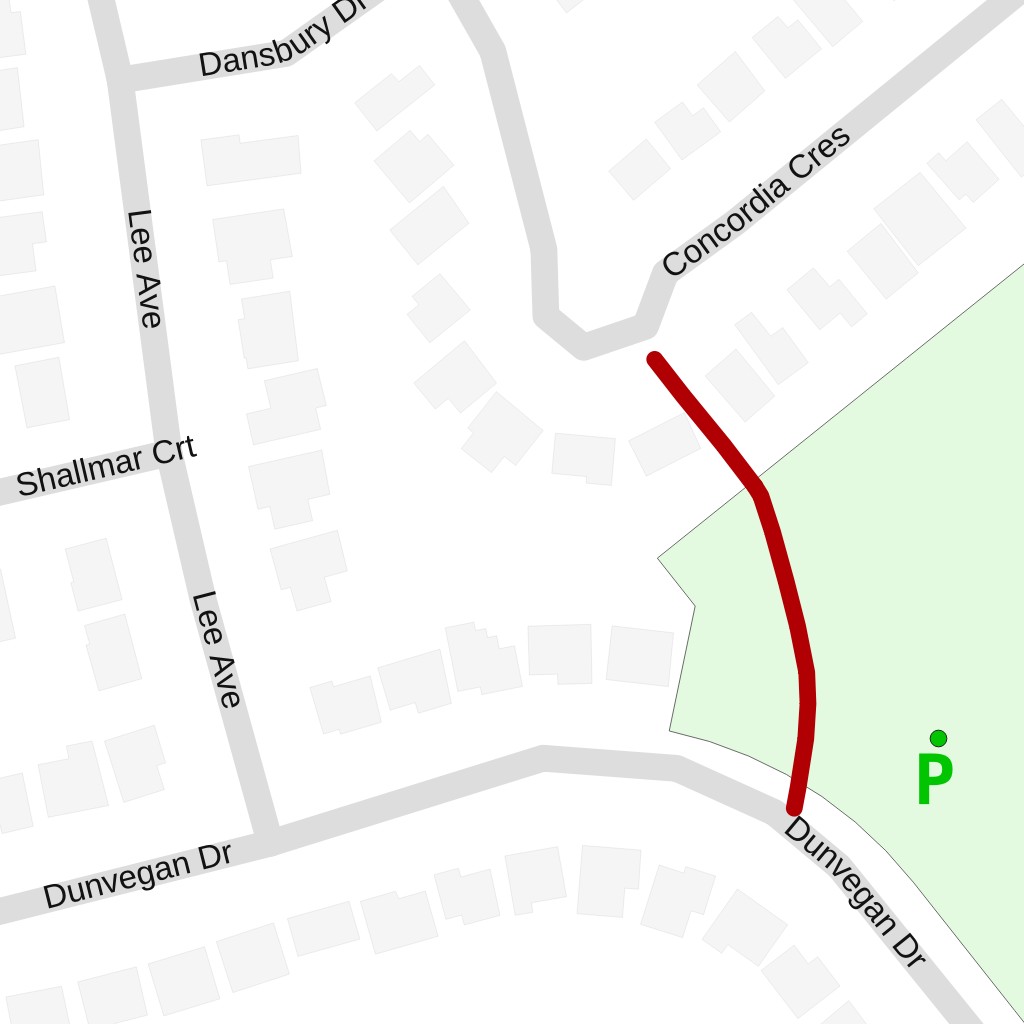 Dansbury Dr
Concordia Cres
Lee Ave
Shallmar Crt
Lee Ave
P
Dunvegan Dr
Dunvegan Dr